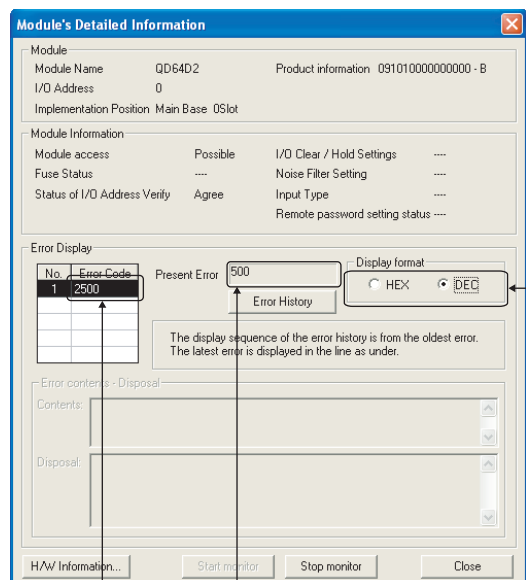 Module's Detailed Information
Module
Module Name QD64D2 Product information 091010000000000 - B
I/O Address 0
Implementation Position Main Base 0Slot
Module Information
Module access Possible I/O Clear / Hold Settings ----
Fuse Status ---- Noise Filter Setting ----
Status of I/O Address Verify Agree Input Type ----
Remote password setting status ----
Error Display
No. Error Code
1 2500
Present Error 500
Display format
HEX DEC
Error History
The display sequence of the error history is from the oldest error.
The latest error is displayed in the line as under.
Error contents - Disposal
Contents:
Disposal:
H/W Information... Start monitor Stop monitor Close